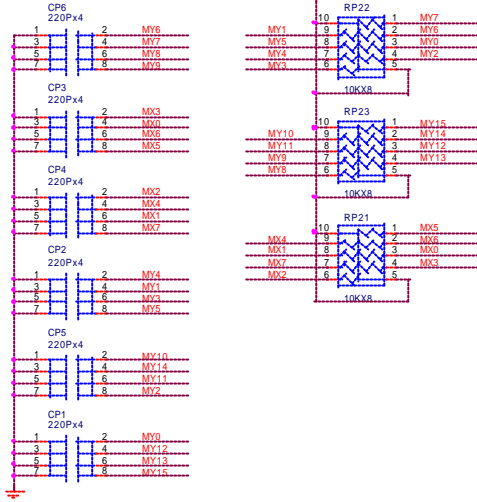 CP6
220Px4
1 2 MY6
3 4 MY7
5 6 MY8
7 8 MY9
CP3
220Px4
1 2 MX3
3 4 MX0
5 6 MX6
7 8 MX5
CP4
220Px4
1 2 MX2
3 4 MX4
5 6 MX1
7 8 MX7
CP2
220Px4
1 2 MY4
3 4 MY1
5 6 MY3
7 8 MY5
CP5
220Px4
1 2 MY10
3 4 MY14
5 6 MY11
7 8 MY2
CP1
220Px4
1 2 MY0
3 4 MY12
5 6 MY13
7 8 MY15
RP22
10 1 MY7
MY1 9 2 MY6
MY5 8 3 MY0
MY4 7 4 MY2
MY3 6 5
10KX8
RP23
10 1 MY15
MY10 9 2 MY14
MY11 8 3 MY12
MY9 7 4 MY13
MY8 6 5
10KX8
RP21
10 1 MX5
MX4 9 2 MX6
MX1 8 3 MX0
MX7 7 4 MX3
MX2 6 5
10KX8